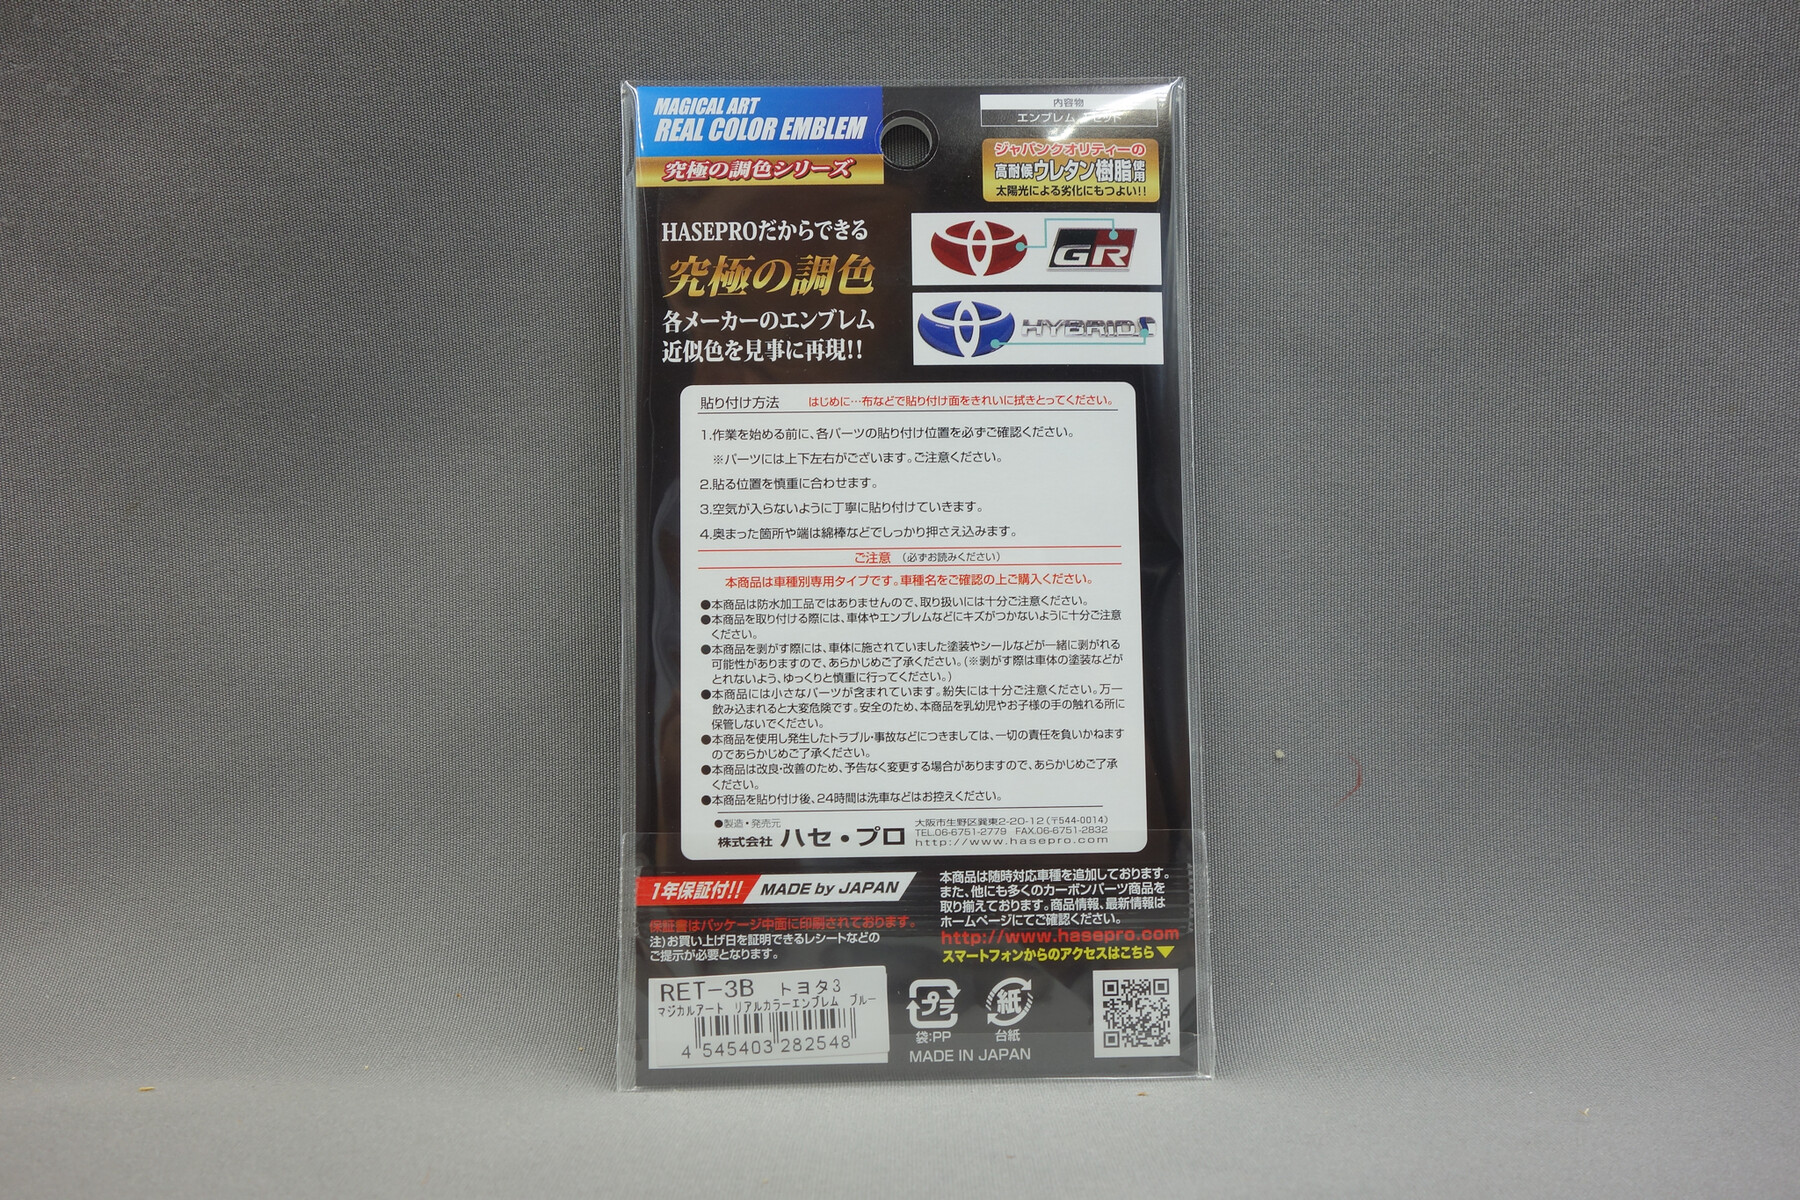 MAGICAL ART
REAL COLOR EMBLEM
究極の調色シリーズ
内容物
エンブレム
セット
ジャパンクオリティーの
高耐候ウレタン樹脂使用
太陽光による劣化にもつよい!!
HASEPROだからできる
究極の調色
各メーカーのエンブレム
近似色を見事に再現!!
GR
HYBRID
貼り付け方法 はじめに…布などで貼り付け面をきれいに拭きとってください。
1.作業を始める前に、各パーツの貼り付け位置を必ずご確認ください。
※パーツには上下左右がございます。ご注意ください。
2.貼る位置を慎重に合わせます。
3.空気が入らないように丁寧に貼り付けていきます。
4.奥まった箇所や端は綿棒などでしっかり押さえ込みます。
ご注意 (必ずお読みください)
本商品は車種別専用タイプです。車種名をご確認の上ご購入ください。
●本商品は防水加工品ではありませんので、取り扱いには十分ご注意ください。
●本商品を取り付ける際には、車体やエンブレムなどにキズがつかないように十分ご注意
ください。
●本商品を剥がす際には、車体に施されていました塗装やシールなどが一緒に剥がれる
可能性がありますので、あらかじめご了承ください。(※剥がす際は車体の塗装などが
とれないよう、ゆっくりと慎重に行ってください。)
●本商品には小さなパーツが含まれています。紛失には十分ご注意ください。万一
飲み込まれると大変危険です。安全のため、本商品を乳幼児やお子様の手の触れる所に
保管しないでください。
●本商品を使用し発生したトラブル・事故などにつきましては、一切の責任を負いかねます
のであらかじめご了承ください。
●本商品は改良・改善のため、予告なく変更する場合がありますので、あらかじめご了承
ください。
●本商品を貼り付け後、24時間は洗車などはお控えください。
●製造・発売元
株式会社 ハセ・プロ
大阪市生野区巽東2-20-12(〒544-0014)
TEL.06-6751-2779 FAX.06-6751-2832
http://www.hasepro.com
1年保証付!! MADE by JAPAN
保証書はパッケージ中面に印刷されております。
注)お買い上げ日を証明できるレシートなどの
ご提示が必要となります。
本商品は随時対応車種を追加しております。
また、他にも多くのカーボンパーツ商品を
取り揃えております。商品情報、最新情報は
ホームページにてご確認ください。
http://www.hasepro.com
スマートフォンからのアクセスはこちら▼
RET-3B トヨタ3
マジカルアート リアルカラーエンブレム ブルー
4 545403 282548
プラ
袋:PP
紙
台紙
MADE IN JAPAN